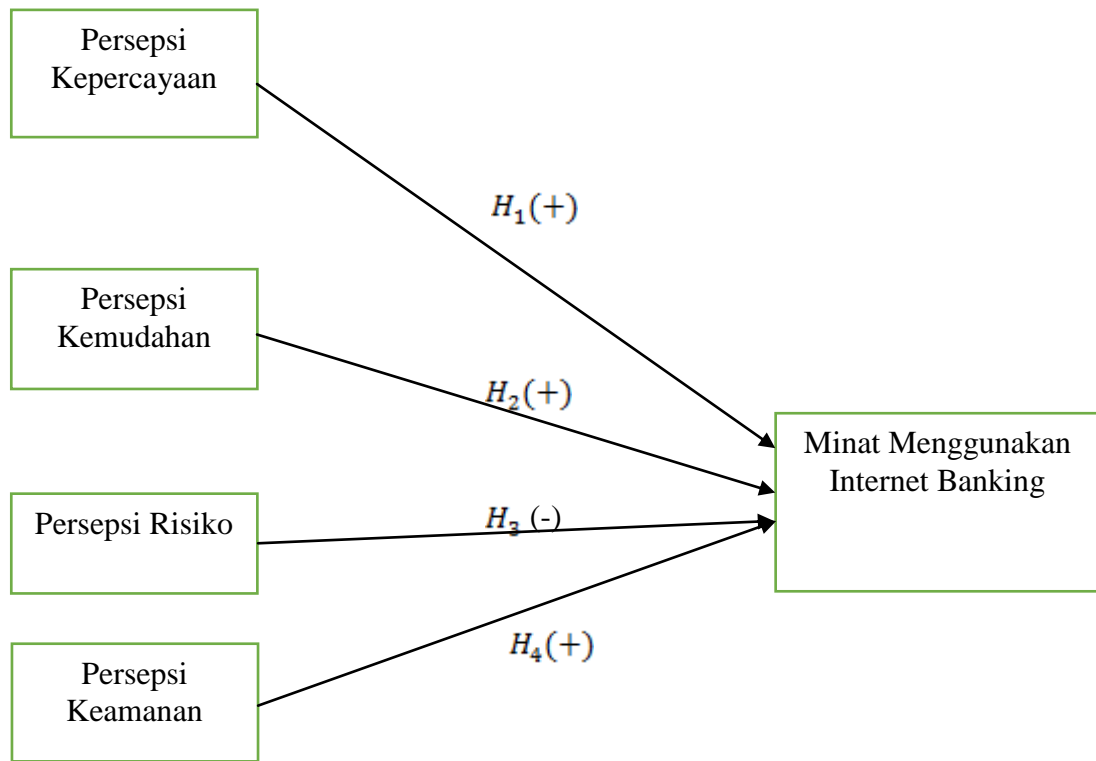 Persepsi
Kepercayaan
H₁(+)
Persepsi
Kemudahan
H₂(+)
Minat Menggunakan
Internet Banking
Persepsi Risiko
H₃ (-)
H₄(+)
Persepsi
Keamanan